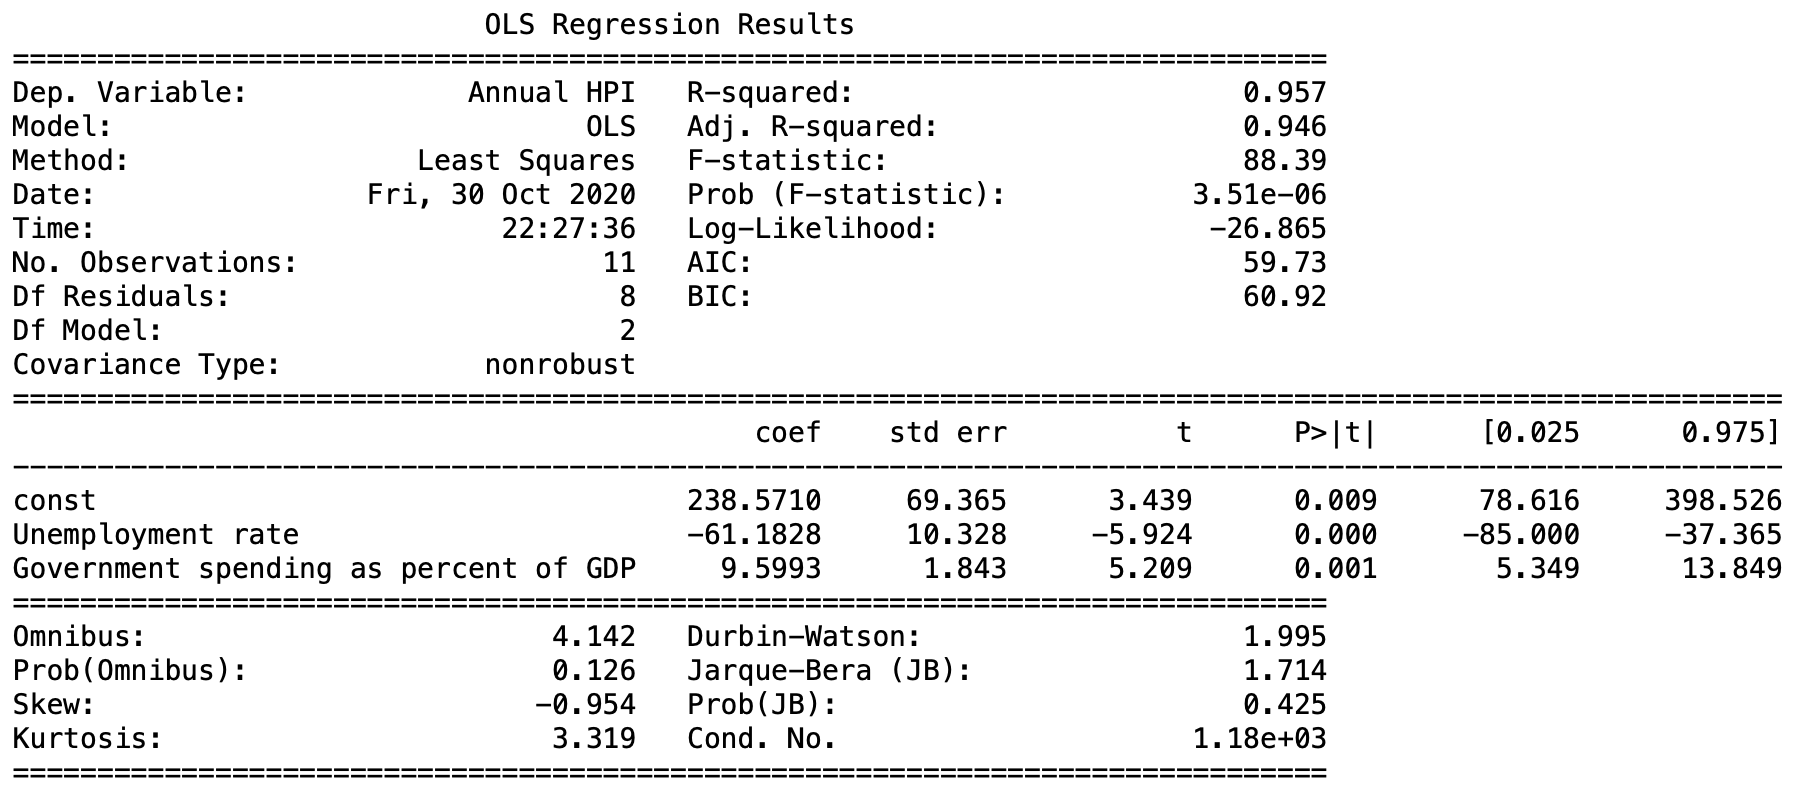 OLS Regression Results
==============================================================================
Dep. Variable: Annual HPI R-squared: 0.957
Model: OLS Adj. R-squared: 0.946
Method: Least Squares F-statistic: 88.39
Date: Fri, 30 Oct 2020 Prob (F-statistic): 3.51e-06
Time: 22:27:36 Log-Likelihood: -26.865
No. Observations: 11 AIC: 59.73
Df Residuals: 8 BIC: 60.92
Df Model: 2
Covariance Type: nonrobust
=========================================================================================================
coef std err t P>|t| [0.025 0.975]
---------------------------------------------------------------------------------------------------------
const 238.5710 69.365 3.439 0.009 78.616 398.526
Unemployment rate -61.1828 10.328 -5.924 0.000 -85.000 -37.365
Government spending as percent of GDP 9.5993 1.843 5.209 0.001 5.349 13.849
==============================================================================
Omnibus: 4.142 Durbin-Watson: 1.995
Prob(Omnibus): 0.126 Jarque-Bera (JB): 1.714
Skew: -0.954 Prob(JB): 0.425
Kurtosis: 3.319 Cond. No. 1.18e+03
==============================================================================